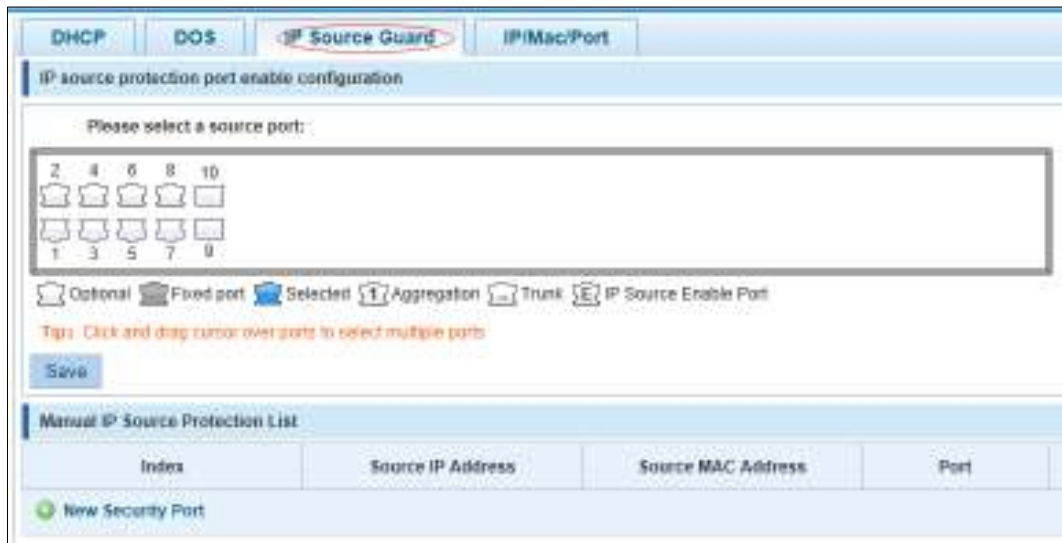 DHCP DOS IP Source Guard IP/Mac/Port
IP source protection port enable configuration
Please select a source port:
2 4 6 8 10
1 3 5 7 9
Optional Fixed port Selected 1 Aggregation Trunk E IP Source Enable Port
Tips: Click and drag cursor over ports to select multiple ports
Save
Manual IP Source Protection List
Index Source IP Address Source MAC Address Port
New Security Port